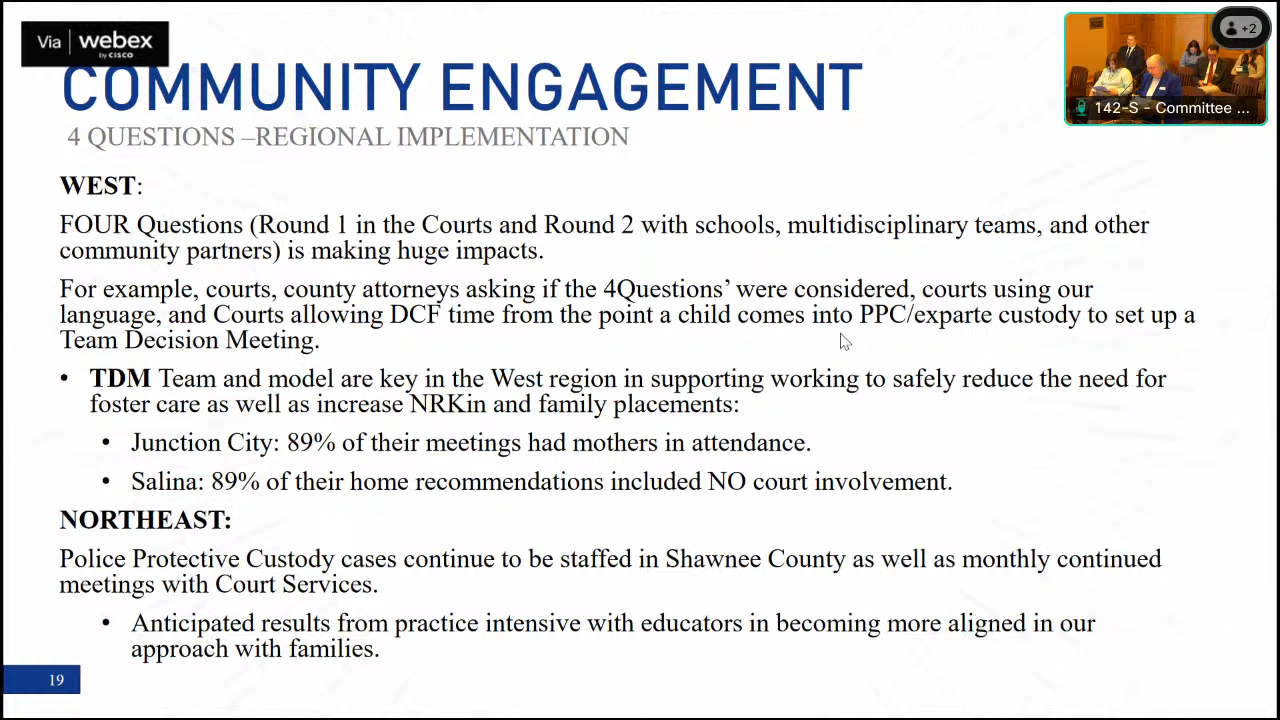 Via webex
by CISCO
+2
142-S - Committee ...
COMMUNITY ENGAGEMENT
4 QUESTIONS –REGIONAL IMPLEMENTATION
WEST:
FOUR Questions (Round 1 in the Courts and Round 2 with schools, multidisciplinary teams, and other
community partners) is making huge impacts.
For example, courts, county attorneys asking if the 4Questions’ were considered, courts using our
language, and Courts allowing DCF time from the point a child comes into PPC/exparte custody to set up a
Team Decision Meeting.
• TDM Team and model are key in the West region in supporting working to safely reduce the need for
foster care as well as increase NRKin and family placements:
• Junction City: 89% of their meetings had mothers in attendance.
• Salina: 89% of their home recommendations included NO court involvement.
NORTHEAST:
Police Protective Custody cases continue to be staffed in Shawnee County as well as monthly continued
meetings with Court Services.
• Anticipated results from practice intensive with educators in becoming more aligned in our
approach with families.
19